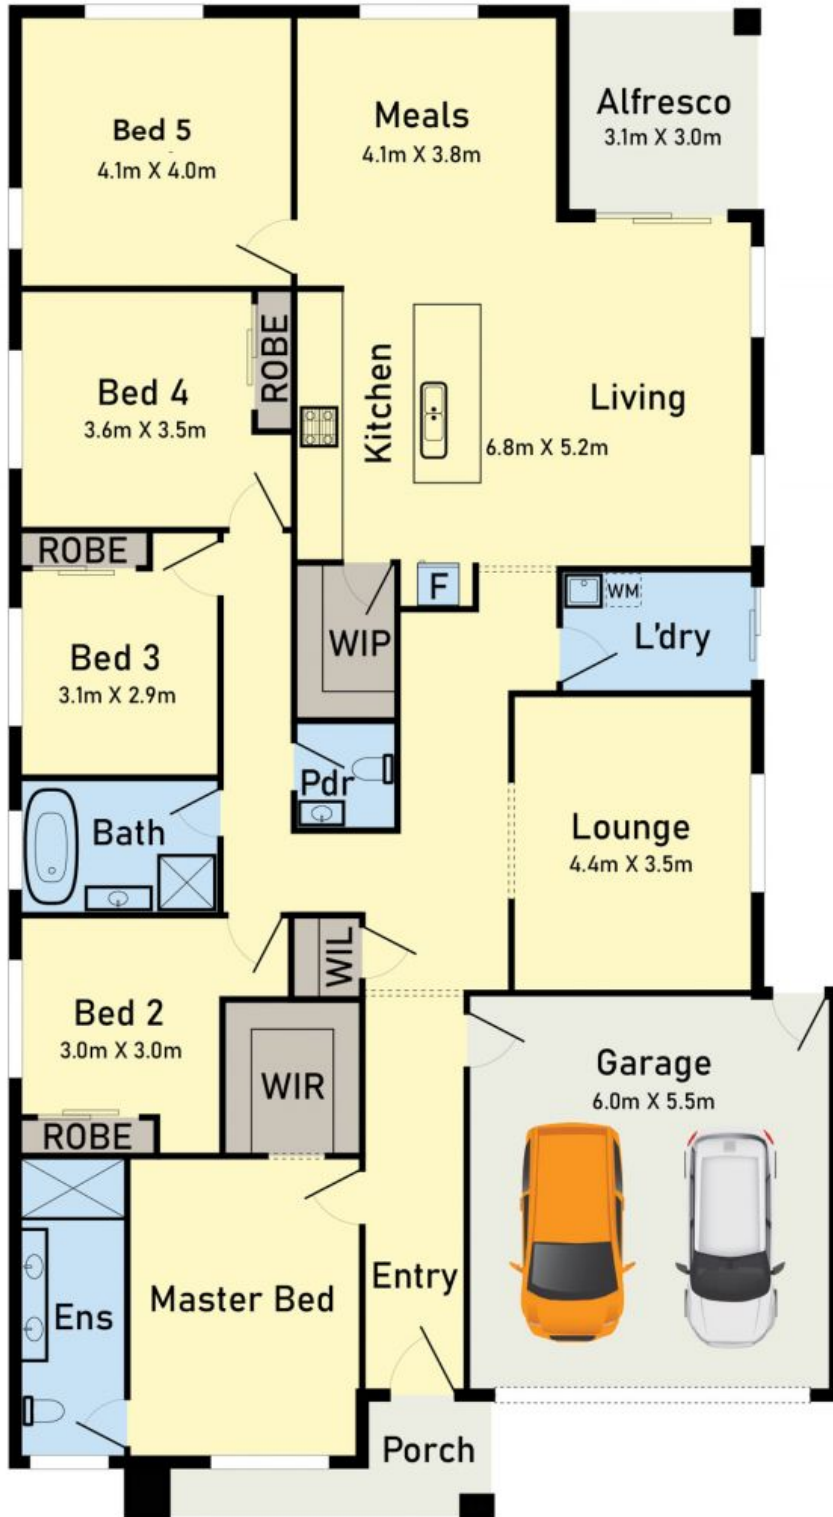 Bed 5
4.1m X 4.0m
Meals
4.1m X 3.8m
Alfresco
3.1m X 3.0m
Bed 4
3.6m X 3.5m
ROBE
Kitchen
Living
6.8m X 5.2m
ROBE
Bed 3
3.1m X 2.9m
WIP
F
WM
L'dry
Pdr
Bath
Lounge
4.4m X 3.5m
WIL
Bed 2
3.0m X 3.0m
ROBE
WIR
Garage
6.0m X 5.5m
Ens
Master Bed
Entry
Porch